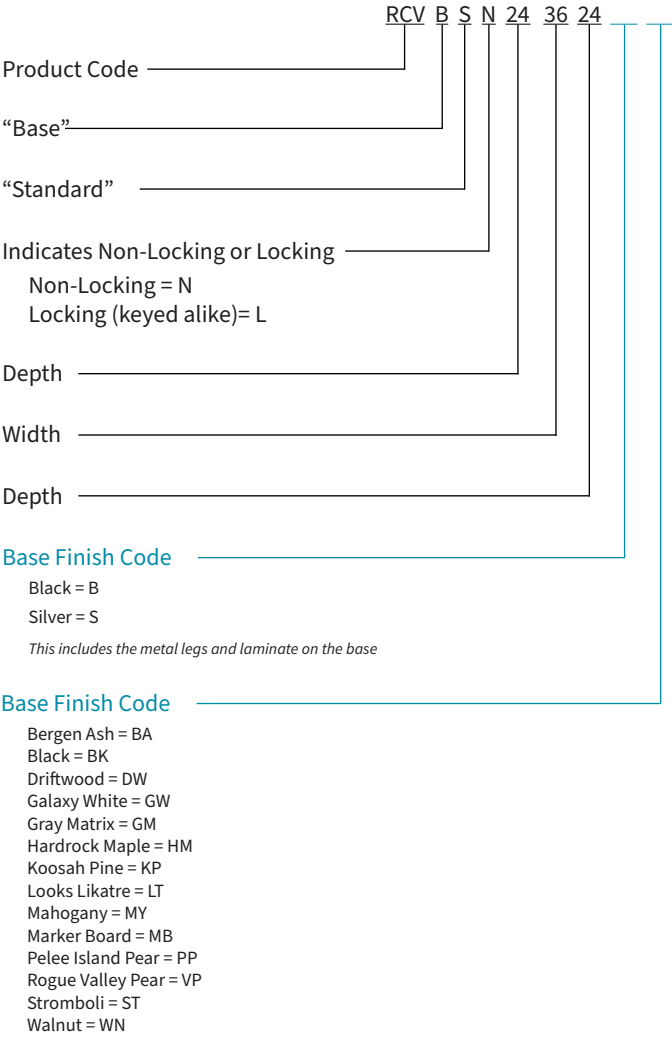 RCV B S N 24 36 24
Product Code
“Base”
“Standard”
Indicates Non-Locking or Locking
Non-Locking = N
Locking (keyed alike)= L
Depth
Width
Depth
Base Finish Code
Black = B
Silver = S
This includes the metal legs and laminate on the base
Base Finish Code
Bergen Ash = BA
Black = BK
Driftwood = DW
Galaxy White = GW
Gray Matrix = GM
Hardrock Maple = HM
Koosah Pine = KP
Looks Likatre = LT
Mahogany = MY
Marker Board = MB
Pelee Island Pear = PP
Rogue Valley Pear = VP
Stromboli = ST
Walnut = WN